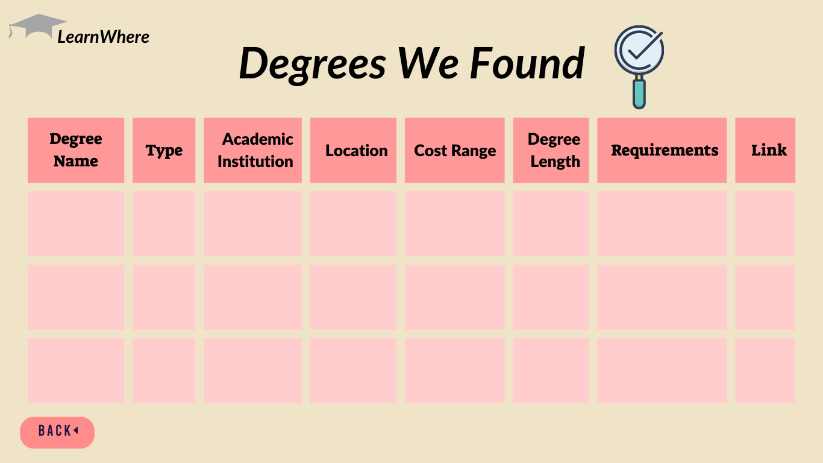 LearnWhere
Degrees We Found
Degree
Name
Type
Academic
Institution
Location
Cost Range
Degree
Length
Requirements
Link
BACK